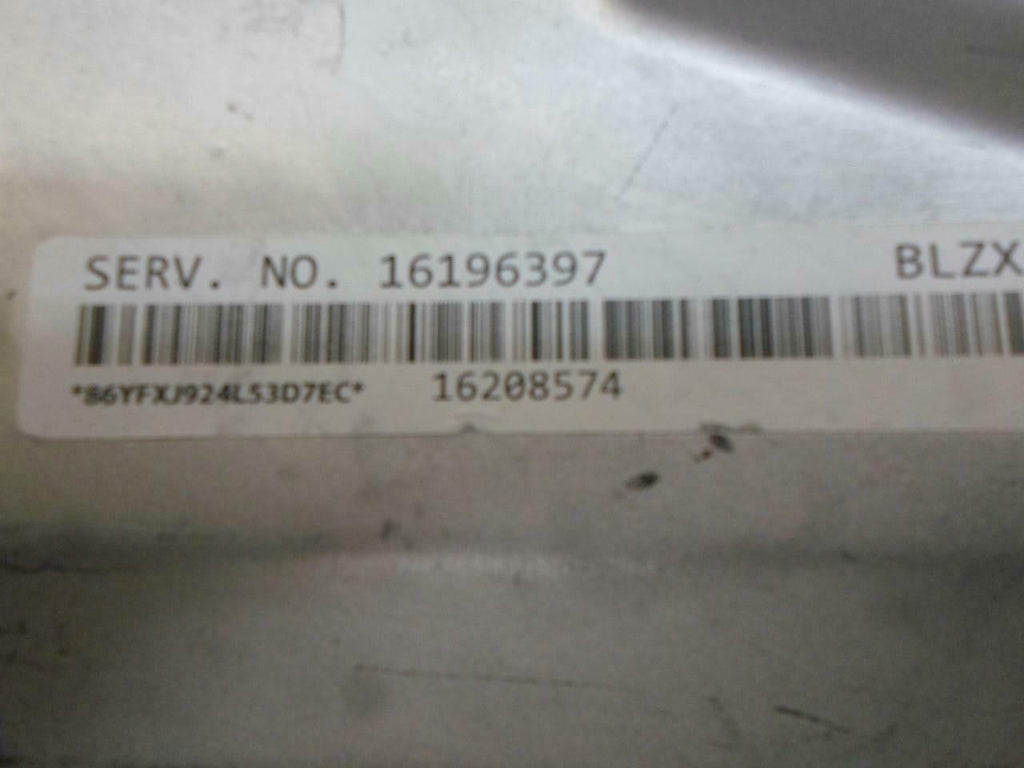 SERV. NO. 16196397 BLZX
*86YFXJ924L53D7EC* 16208574